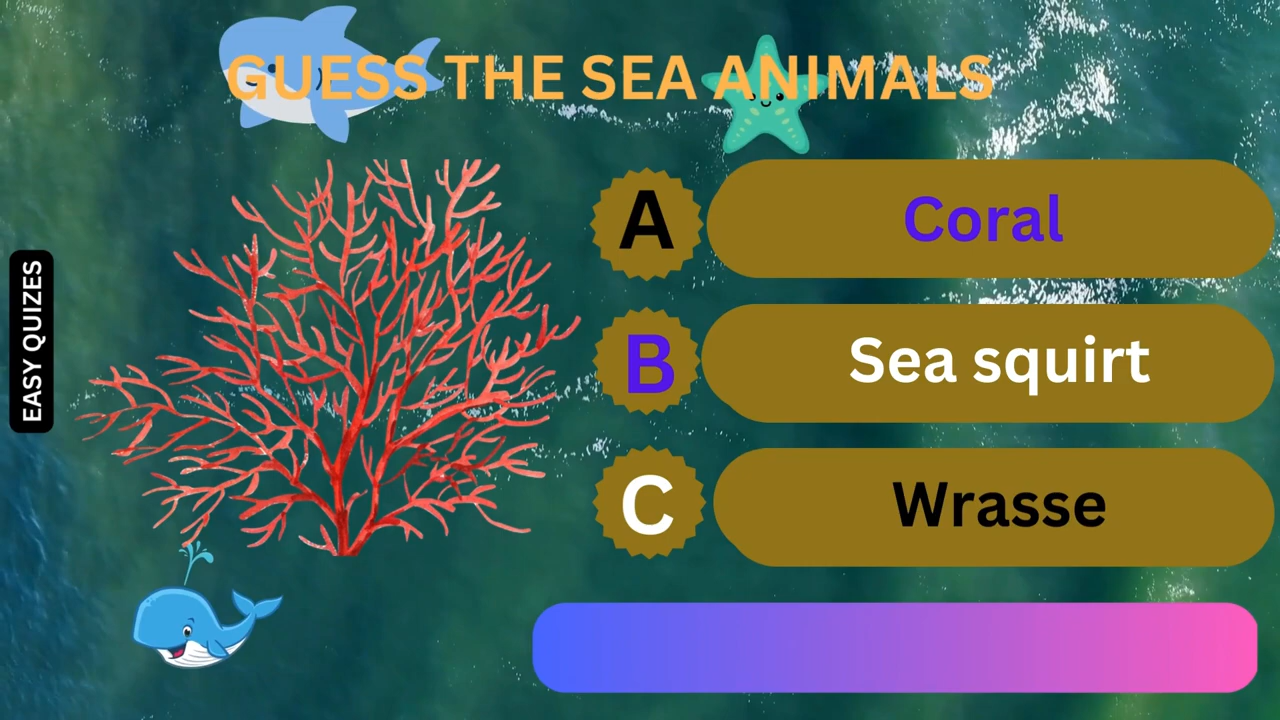 GUESS THE SEA ANIMALS
A
Coral
B
Sea squirt
C
Wrasse
EASY QUIZES